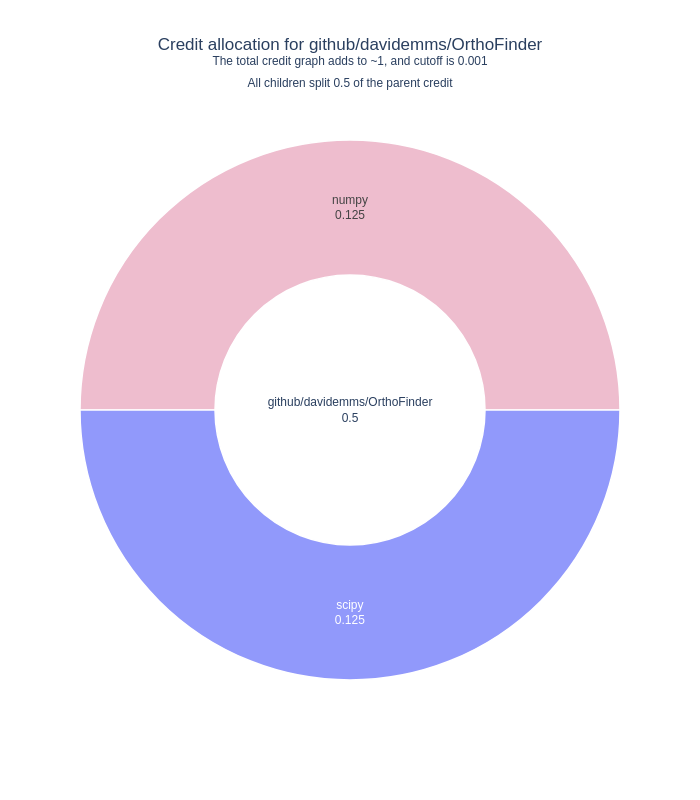 Credit allocation for github/davidemms/OrthoFinder
The total credit graph adds to ~1, and cutoff is 0.001
All children split 0.5 of the parent credit
numpy
0.125
github/davidemms/OrthoFinder
0.5
scipy
0.125